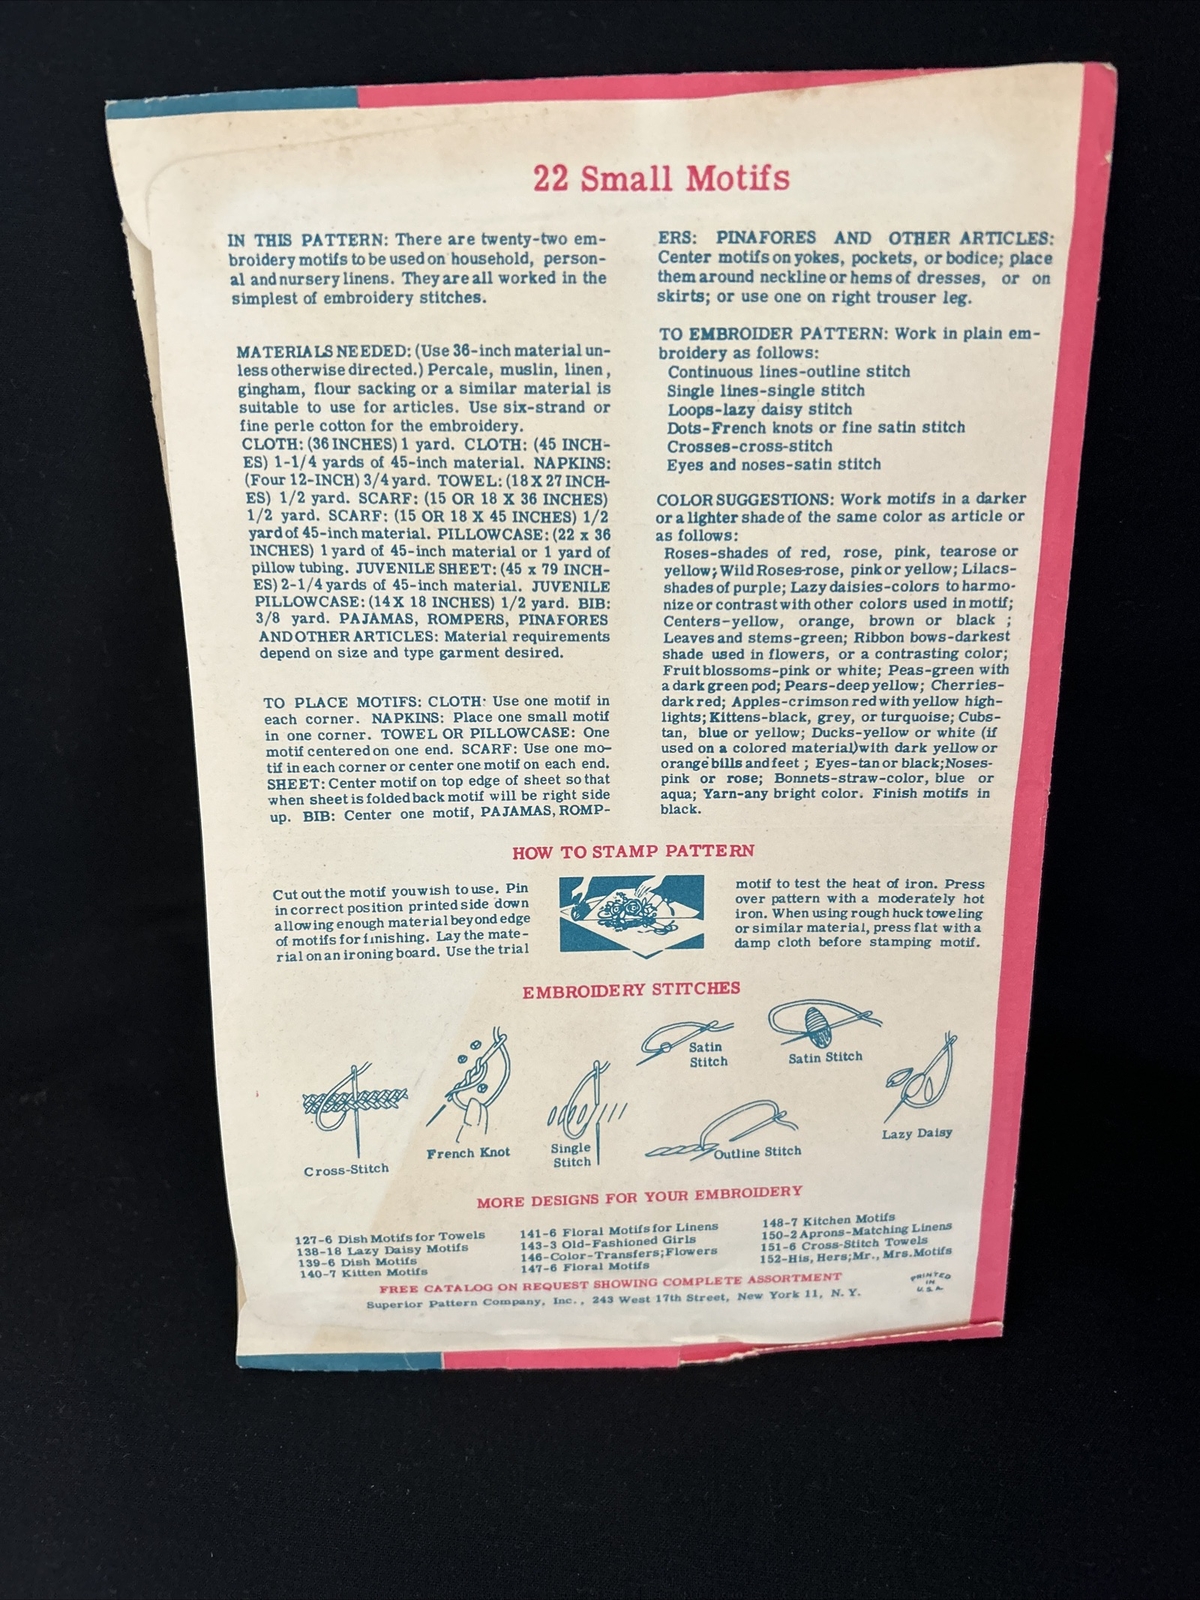 22 Small Motifs
IN THIS PATTERN: There are twenty-two em-
broidery motifs to be used on household, person-
al and nursery linens. They are all worked in the
simplest of embroidery stitches.
MATERIALS NEEDED: (Use 36-inch material un-
less otherwise directed.) Percale, muslin, linen,
gingham, flour sacking or a similar material is
suitable to use for articles. Use six-strand or
fine perle cotton for the embroidery.
CLOTH: (36 INCHES) 1 yard. CLOTH: (45 INCH-
ES) 1-1/4 yards of 45-inch material. NAPKINS:
(Four 12-INCH) 3/4 yard. TOWEL: (18 X 27 INCH-
ES) 1/2 yard. SCARF: (15 OR 18 X 36 INCHES)
1/2 yard. SCARF: (15 OR 18 X 45 INCHES) 1/2
yard of 45-inch material. PILLOWCASE: (22 x 36
INCHES) 1 yard of 45-inch material or 1 yard of
pillow tubing. JUVENILE SHEET: (45 x 79 INCH-
ES) 2-1/4 yards of 45-inch material. JUVENILE
PILLOWCASE: (14 X 18 INCHES) 1/2 yard. BIB:
3/8 yard. PAJAMAS, ROMPERS, PINAFORES
AND OTHER ARTICLES: Material requirements
depend on size and type garment desired.
TO PLACE MOTIFS: CLOTH: Use one motif in
each corner. NAPKINS: Place one small motif
in one corner. TOWEL OR PILLOWCASE: One
motif centered on one end. SCARF: Use one mo-
tif in each corner or center one motif on each end.
SHEET: Center motif on top edge of sheet so that
when sheet is folded back motif will be right side
up. BIB: Center one motif, PAJAMAS, ROMP-
ERS: PINAFORES AND OTHER ARTICLES:
Center motifs on yokes, pockets, or bodice; place
them around neckline or hems of dresses, or on
skirts; or use one on right trouser leg.
TO EMBROIDER PATTERN: Work in plain em-
broidery as follows:
Continuous lines-outline stitch
Single lines-single stitch
Loops-lazy daisy stitch
Dots-French knots or fine satin stitch
Crosses-cross-stitch
Eyes and noses-satin stitch
COLOR SUGGESTIONS: Work motifs in a darker
or a lighter shade of the same color as article or
as follows:
Roses-shades of red, rose, pink, tearose or
yellow; Wild Roses-rose, pink or yellow; Lilacs-
shades of purple; Lazy daisies-colors to harmo-
nize or contrast with other colors used in motif;
Centers-yellow, orange, brown or black ;
Leaves and stems-green; Ribbon bows-darkest
shade used in flowers, or a contrasting color;
Fruit blossoms-pink or white; Peas-green with
a dark green pod; Pears-deep yellow; Cherries-
dark red; Apples-crimson red with yellow high-
lights; Kittens-black, grey, or turquoise; Cubs-
tan, blue or yellow; Ducks-yellow or white (if
used on a colored material) with dark yellow or
orange bills and feet ; Eyes-tan or black; Noses-
pink or rose; Bonnets-straw-color, blue or
aqua; Yarn-any bright color. Finish motifs in
black.
HOW TO STAMP PATTERN
Cut out the motif you wish to use. Pin
in correct position printed side down
allowing enough material beyond edge
of motifs for finishing. Lay the mate-
rial on an ironing board. Use the trial
motif to test the heat of iron. Press
over pattern with a moderately hot
iron. When using rough huck toweling
or similar material, press flat with a
damp cloth before stamping motif.
EMBROIDERY STITCHES
Cross-Stitch
French Knot
Single
Stitch
Satin
Stitch
Satin Stitch
Outline Stitch
Lazy Daisy
MORE DESIGNS FOR YOUR EMBROIDERY
127-6 Dish Motifs for Towels
138-18 Lazy Daisy Motifs
139-6 Dish Motifs
140-7 Kitten Motifs
141-6 Floral Motifs for Linens
143-3 Old-Fashioned Girls
146-Color-Transfers;Flowers
147-6 Floral Motifs
148-7 Kitchen Motifs
150-2 Aprons-Matching Linens
151-6 Cross-Stitch Towels
152-His, Hers; Mr., Mrs. Motifs
FREE CATALOG ON REQUEST SHOWING COMPLETE ASSORTMENT
Superior Pattern Company, Inc., 243 West 17th Street, New York 11, N. Y.
PRINTED
IN
U.S.A.